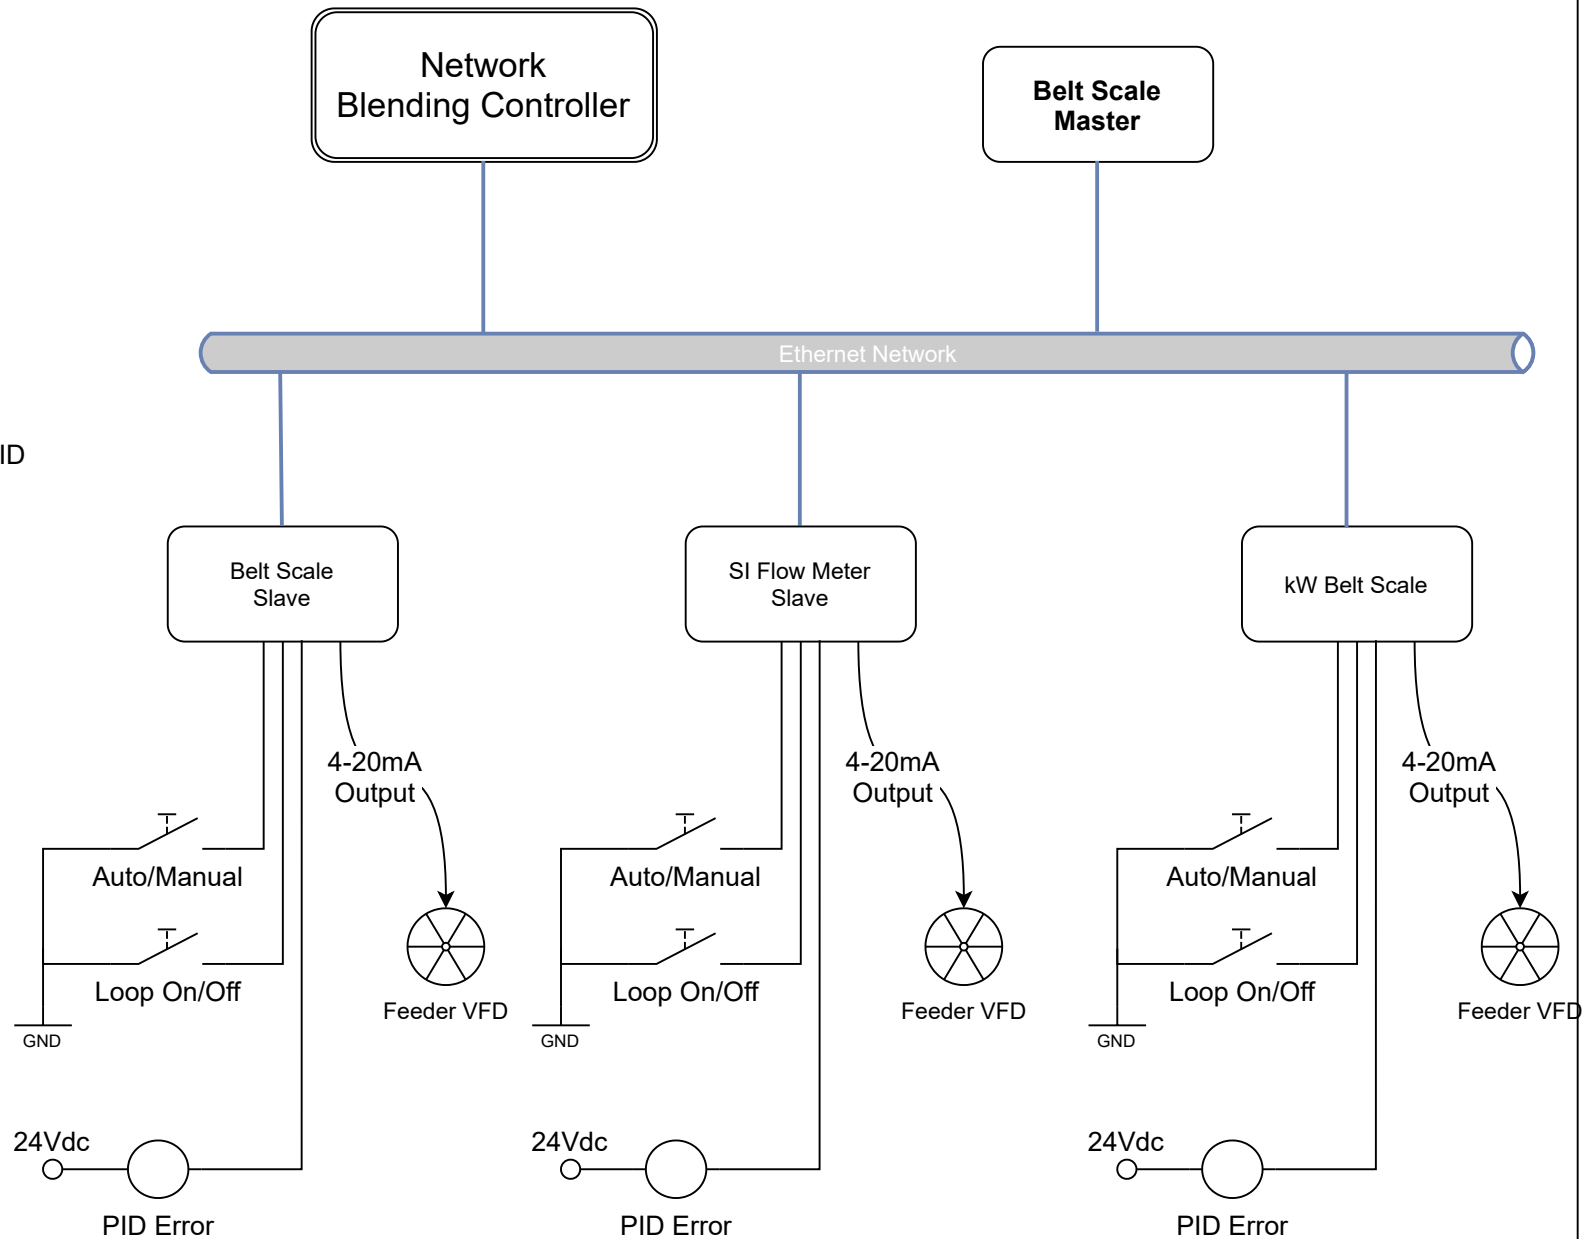 Network
Blending Controller
Belt Scale
Master
Ethernet Network
ID
Belt Scale
Slave
SI Flow Meter
Slave
kW Belt Scale
4-20mA
Output
4-20mA
Output
4-20mA
Output
Auto/Manual
Auto/Manual
Auto/Manual
Loop On/Off
Loop On/Off
Loop On/Off
Feeder VFD
Feeder VFD
Feeder VFD
GND
GND
GND
24Vdc
24Vdc
24Vdc
PID Error
PID Error
PID Error